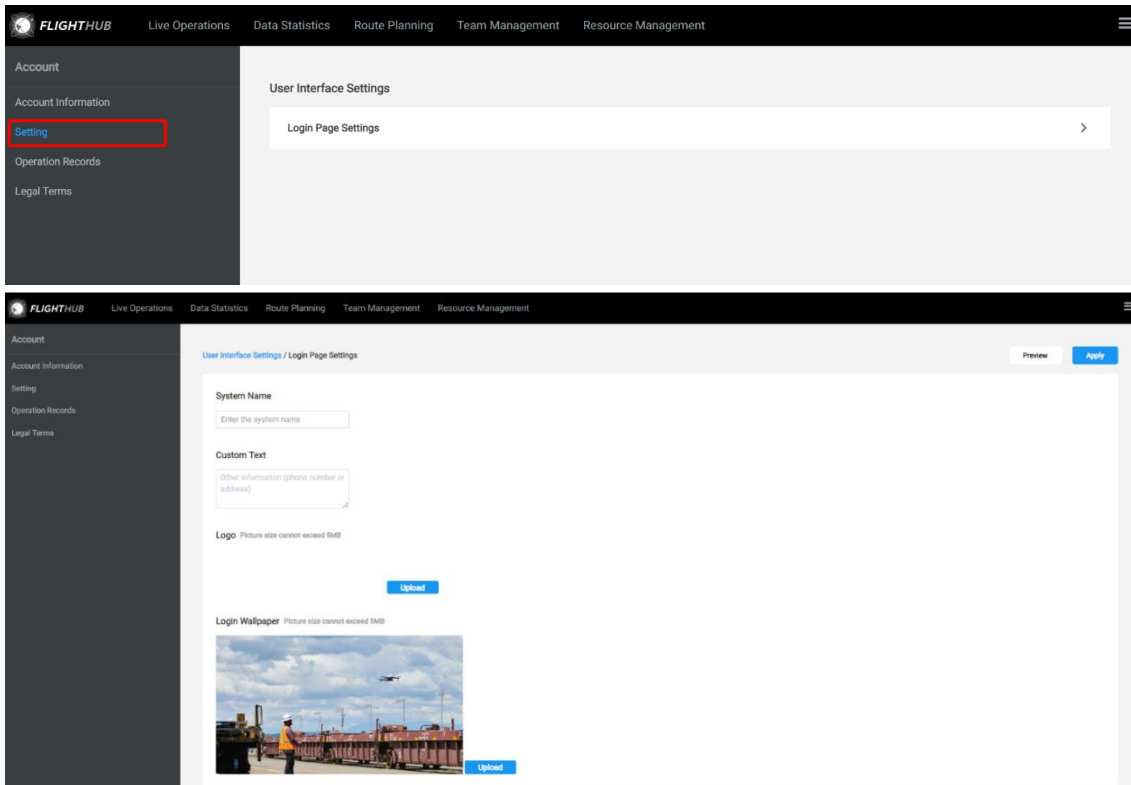 FLIGHTHUB Live Operations Data Statistics Route Planning Team Management Resource Management
Account
Account Information
Setting
Operation Records
Legal Terms
User Interface Settings
Login Page Settings
FLIGHTHUB Live Operations Data Statistics Route Planning Team Management Resource Management
Account
Account Information
Setting
Operation Records
Legal Terms
User Interface Settings / Login Page Settings
Preview
Apply
System Name
Enter the system name
Custom Text
Other information (phone number or
address)
Logo Picture size cannot exceed 5MB
Upload
Login Wallpaper Picture size cannot exceed 5MB
Upload